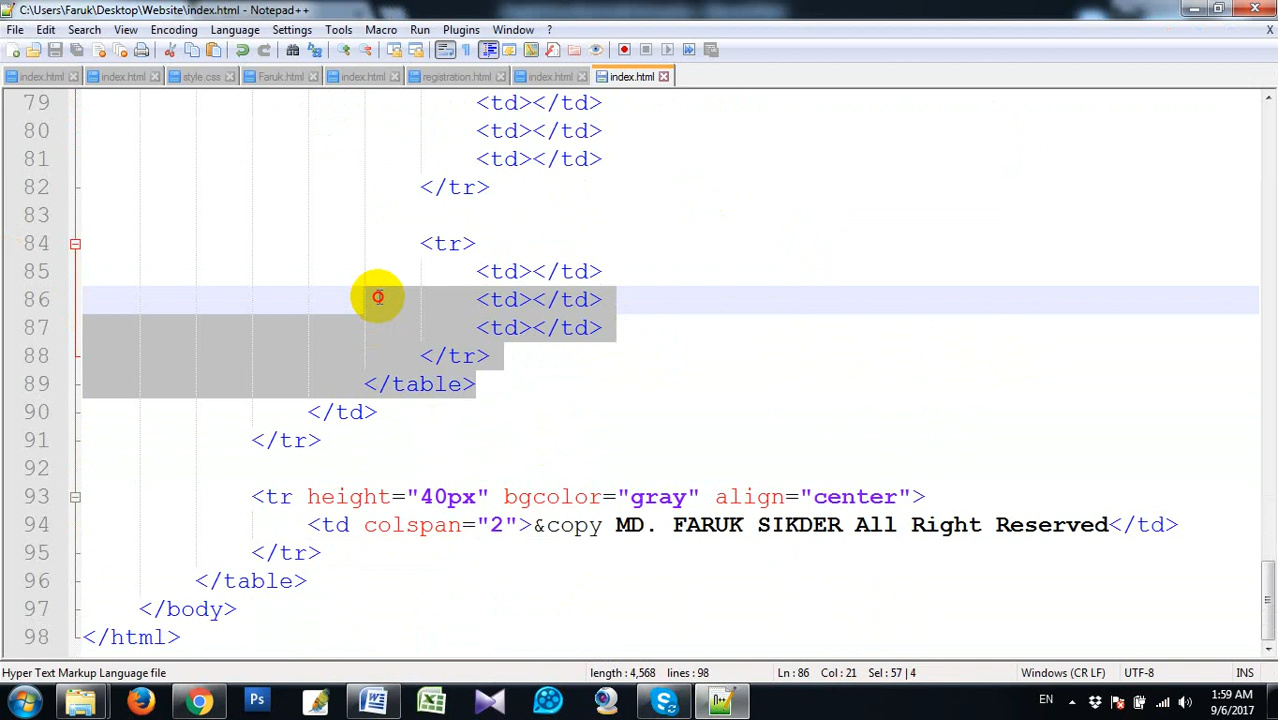 C:\Users\Faruk\Desktop\Website\index.html - Notepad++
File Edit Search View Encoding Language Settings Tools Macro Run Plugins Window ? X
index.html index.html style.css Faruk.html index.html registration.html index.html index.html
79 <td></td>
80 <td></td>
81 <td></td>
82 </tr>
83
84 <tr>
85 <td></td>
86 <td></td>
87 <td></td>
88 </tr>
89 </table>
90 </td>
91 </tr>
92
93 <tr height="40px" bgcolor="gray" align="center">
94 <td colspan="2">&copy MD. FARUK SIKDER All Right Reserved</td>
95 </tr>
96 </table>
97 </body>
98 </html>
Hyper Text Markup Language file length : 4,568 lines : 98 Ln : 86 Col : 21 Sel : 57 | 4 Windows (CR LF) UTF-8 INS
Ps EN 1:59 AM
9/6/2017